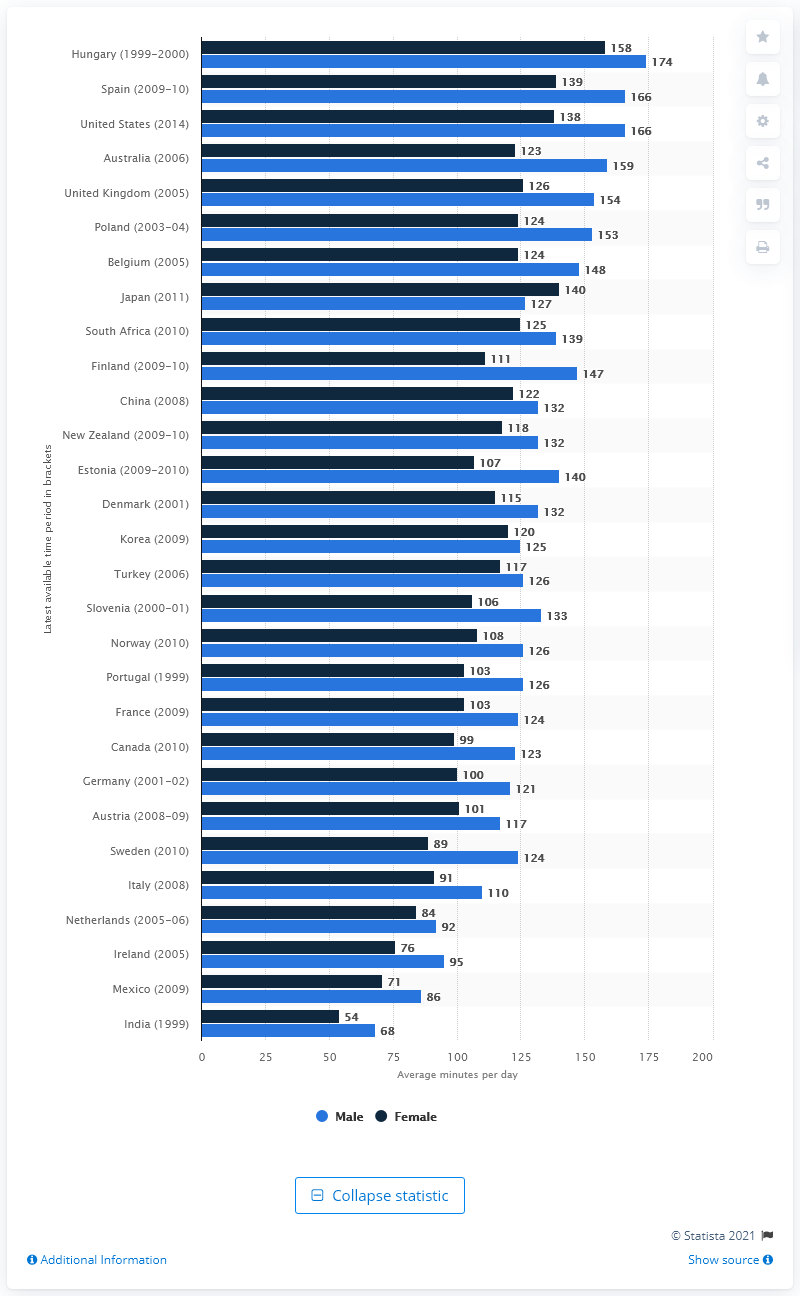 Hungary (1999-2000)
158
174
Spain (2009-10)
139
166
United States (2014)
138
166
Australia (2006)
123
159
United Kingdom (2005)
126
154
Poland (2003-04)
124
153
Belgium (2005)
124
148
Japan (2011)
140
127
South Africa (2010)
125
139
Finland (2009-10)
111
147
China (2008)
122
132
New Zealand (2009-10)
118
132
Estonia (2009-2010)
107
140
Denmark (2001)
115
132
Korea (2009)
120
125
Turkey (2006)
117
126
Slovenia (2000-01)
106
133
Norway (2010)
108
126
Portugal (1999)
103
126
France (2009)
103
124
Canada (2010)
99
123
Germany (2001-02)
100
121
Austria (2008-09)
101
117
Sweden (2010)
89
124
Italy (2008)
91
110
Netherlands (2005-06)
84
92
Ireland (2005)
76
95
Mexico (2009)
71
86
India (1999)
54
68
Latest available time period in brackets
0 25 50 75 100 125 150 175 200
Average minutes per day
Male Female
Collapse statistic
© Statista 2021
Additional Information
Show source